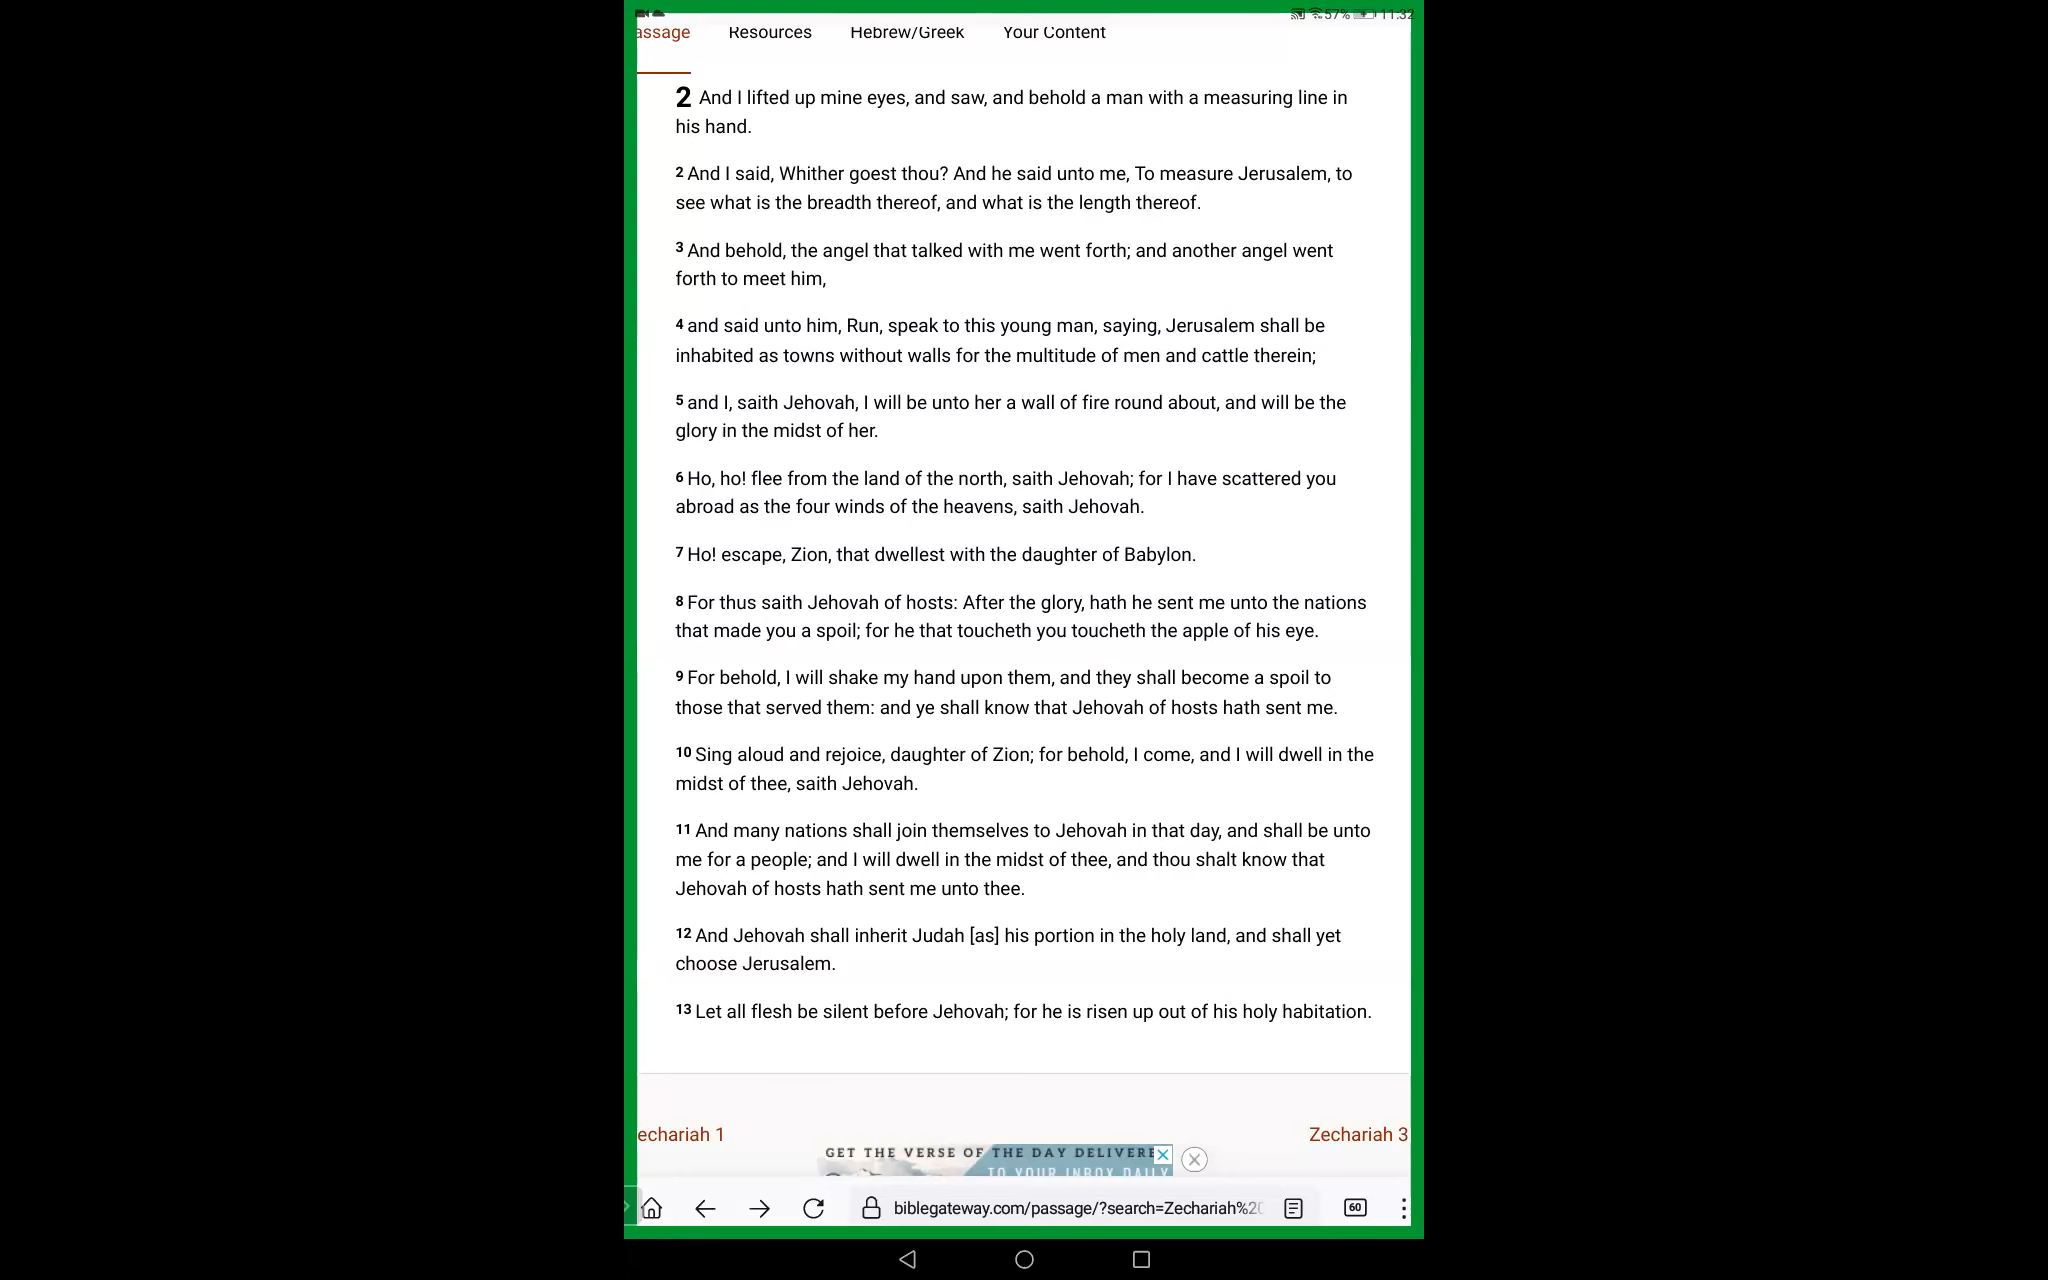 57% 11:32
assage Resources Hebrew/Greek Your Content
2 And I lifted up mine eyes, and saw, and behold a man with a measuring line in
his hand.
2 And I said, Whither goest thou? And he said unto me, To measure Jerusalem, to
see what is the breadth thereof, and what is the length thereof.
3 And behold, the angel that talked with me went forth; and another angel went
forth to meet him,
4 and said unto him, Run, speak to this young man, saying, Jerusalem shall be
inhabited as towns without walls for the multitude of men and cattle therein;
5 and I, saith Jehovah, I will be unto her a wall of fire round about, and will be the
glory in the midst of her.
6 Ho, ho! flee from the land of the north, saith Jehovah; for I have scattered you
abroad as the four winds of the heavens, saith Jehovah.
7 Ho! escape, Zion, that dwellest with the daughter of Babylon.
8 For thus saith Jehovah of hosts: After the glory, hath he sent me unto the nations
that made you a spoil; for he that toucheth you toucheth the apple of his eye.
9 For behold, I will shake my hand upon them, and they shall become a spoil to
those that served them: and ye shall know that Jehovah of hosts hath sent me.
10 Sing aloud and rejoice, daughter of Zion; for behold, I come, and I will dwell in the
midst of thee, saith Jehovah.
11 And many nations shall join themselves to Jehovah in that day, and shall be unto
me for a people; and I will dwell in the midst of thee, and thou shalt know that
Jehovah of hosts hath sent me unto thee.
12 And Jehovah shall inherit Judah [as] his portion in the holy land, and shall yet
choose Jerusalem.
13 Let all flesh be silent before Jehovah; for he is risen up out of his holy habitation.
echariah 1 Zechariah 3
GET THE VERSE OF THE DAY DELIVERE
TO YOUR INBOX DAILY
biblegateway.com/passage/?search=Zechariah%20 60